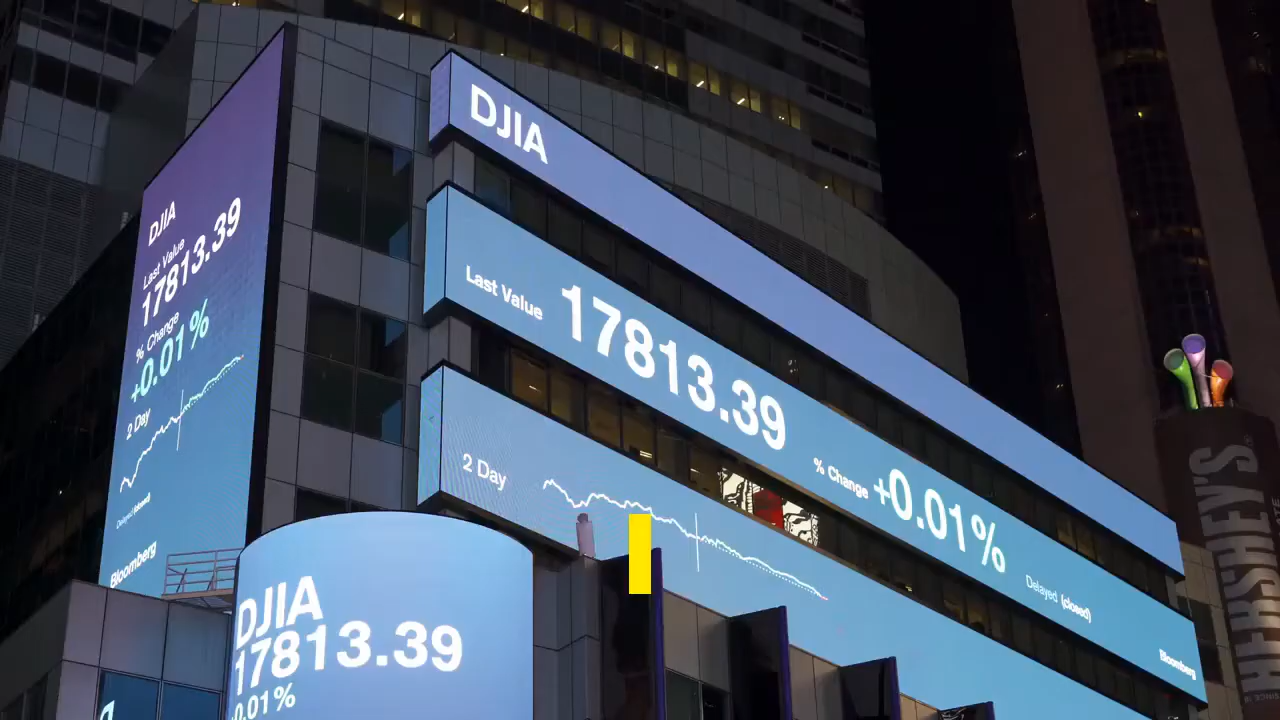 DJIA
Last Value
17813.39
% Change
+0.01%
2 Day
Delayed (closed)
Bloomberg
DJIA
Last Value 17813.39 % Change +0.01% Delayed (closed)
Bloomberg
2 Day
DJIA
17813.39
0.01%
HERSHEY'S